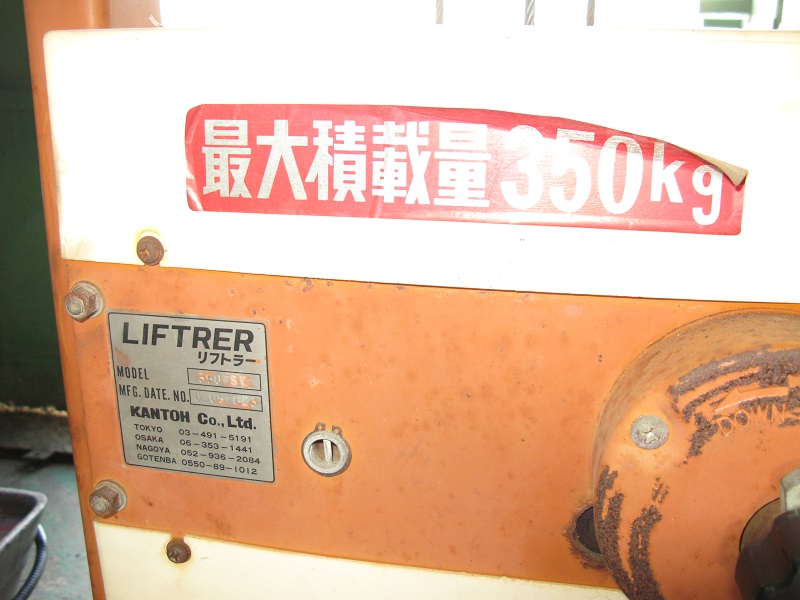 最大積載量350kg
LIFTRER
リフトラー
MODEL
MFG. DATE. NO.
KANTOH Co., Ltd.
TOKYO 03-491-5191
OSAKA 06-353-1441
NAGOYA 052-936-2084
GOTENBA 0550-89-1012
DOWN